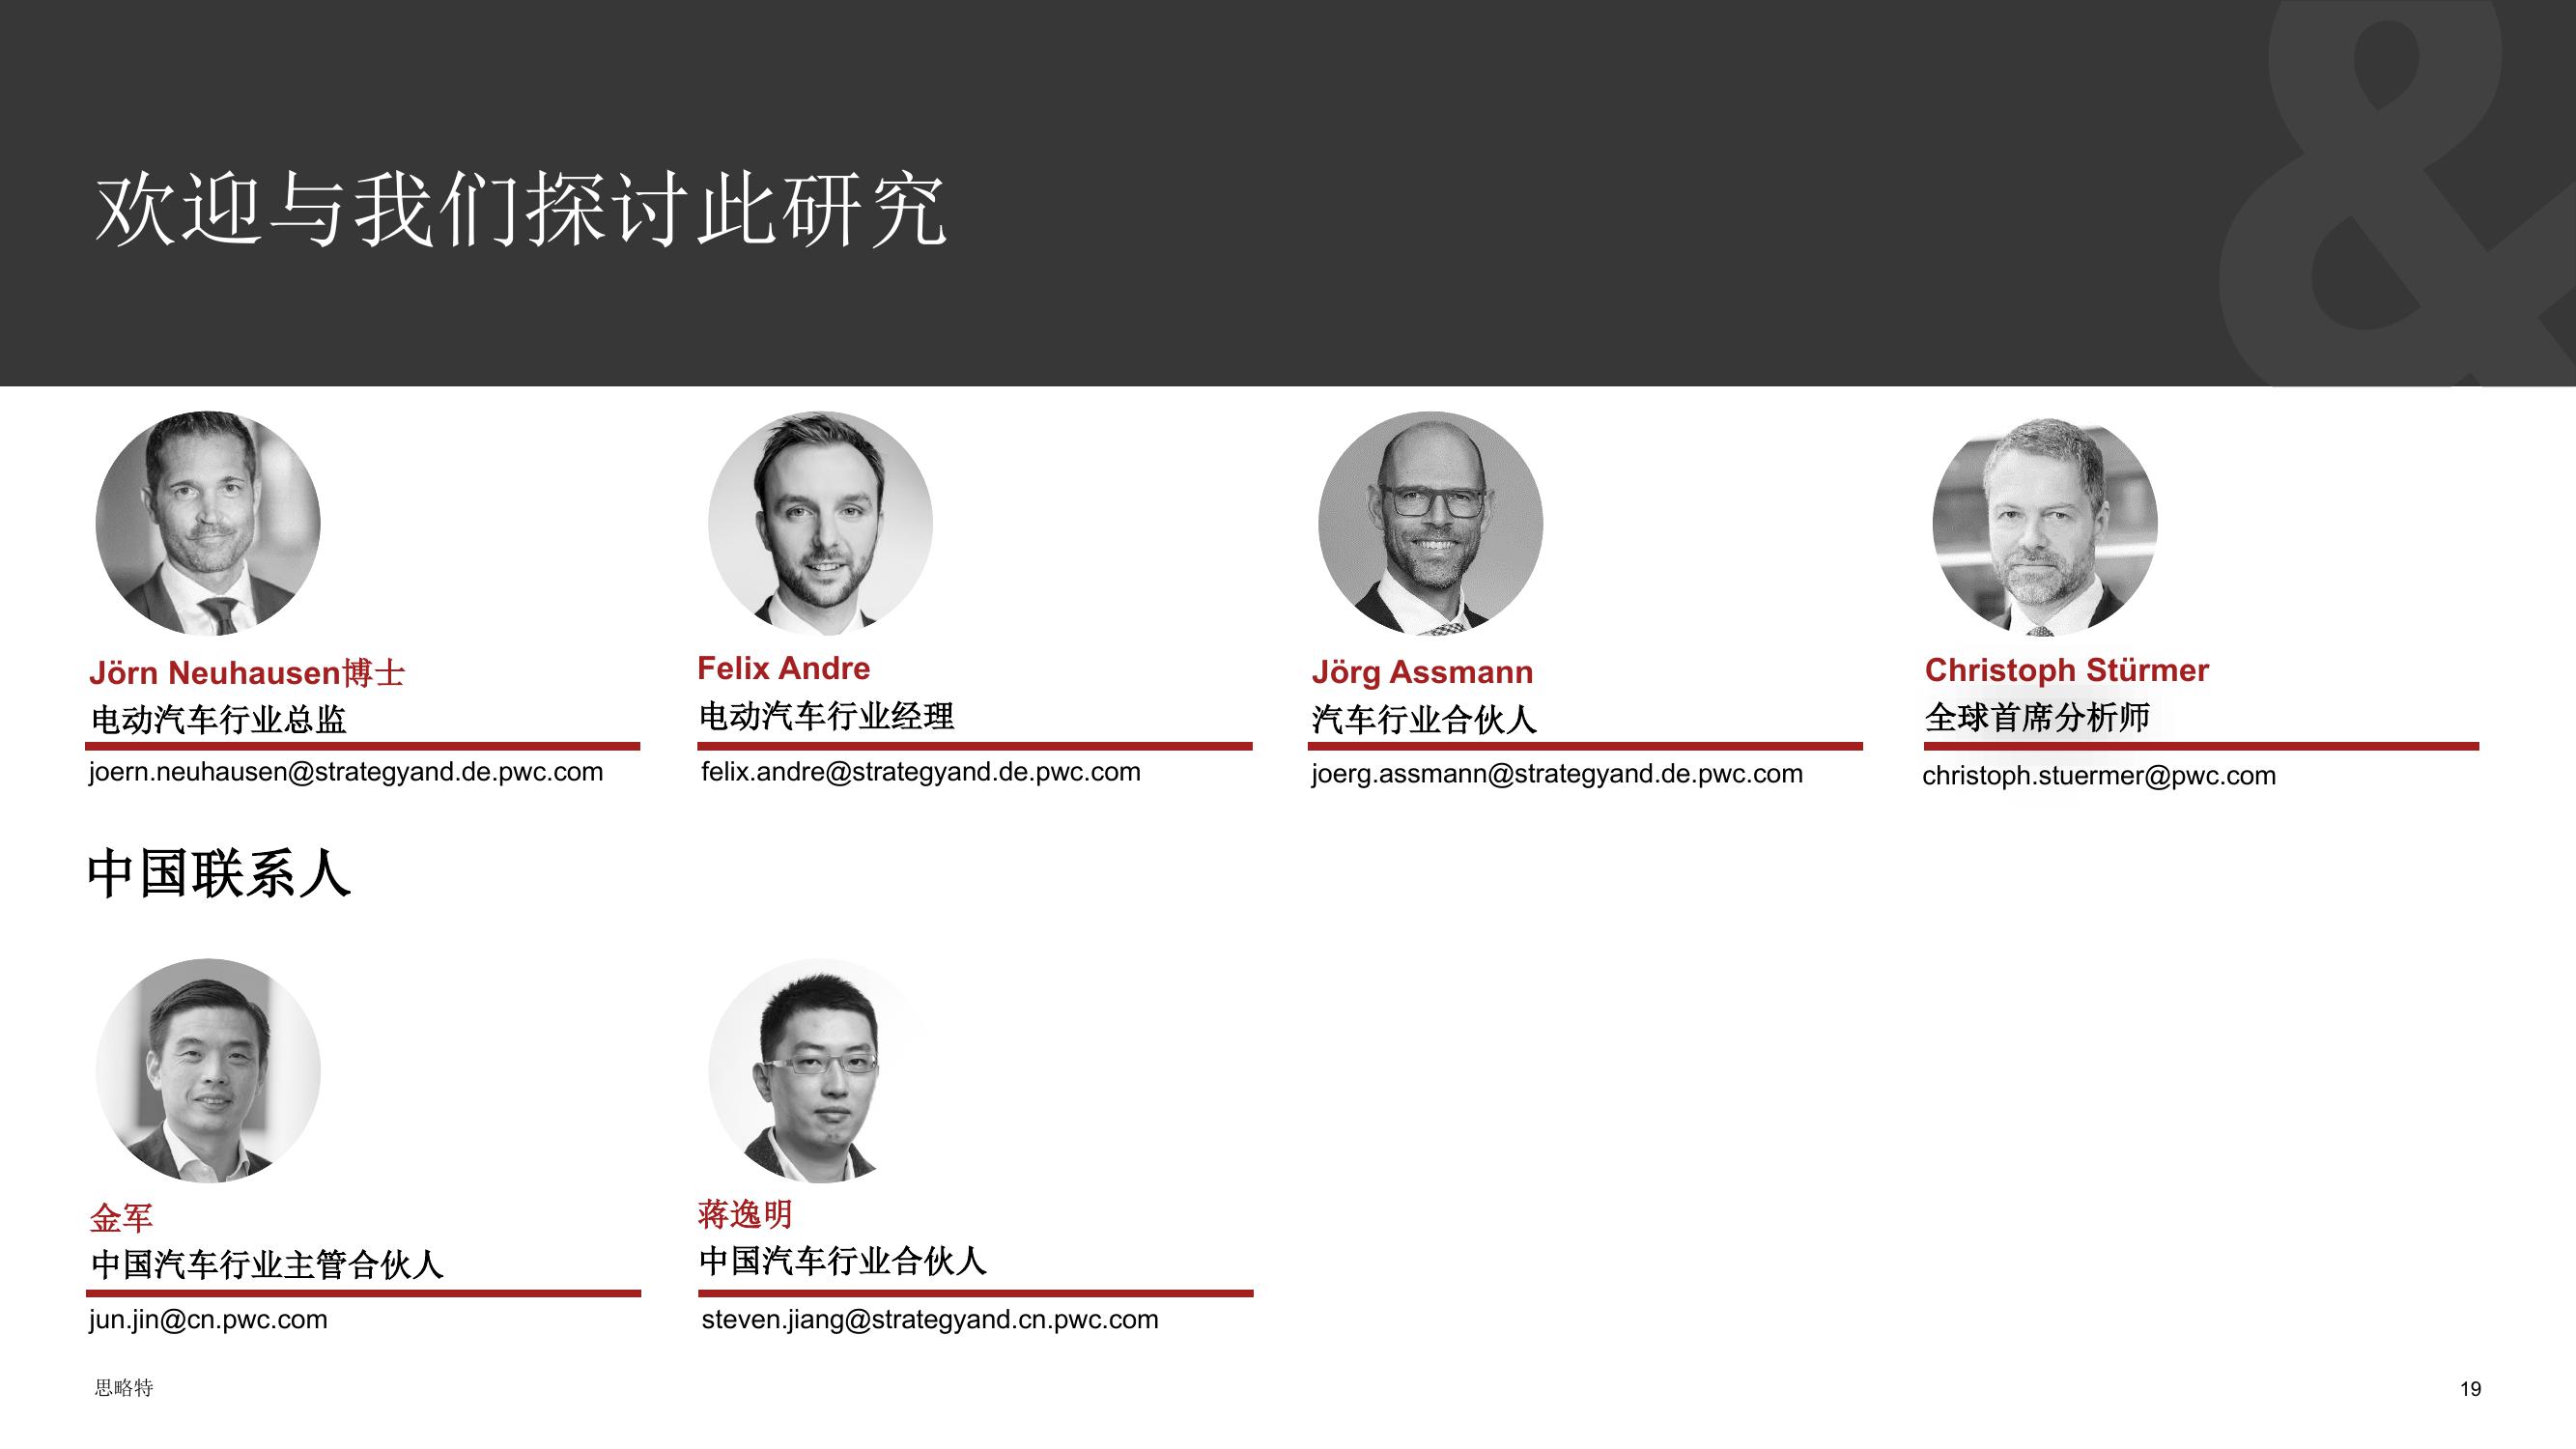 欢迎与我们探讨此研究
Jörn Neuhausen博士
电动汽车行业总监
joern.neuhausen@strategyand.de.pwc.com
Felix Andre
电动汽车行业经理
felix.andre@strategyand.de.pwc.com
Jörg Assmann
汽车行业合伙人
joerg.assmann@strategyand.de.pwc.com
Christoph Stürmer
全球首席分析师
christoph.stuermer@pwc.com
中国联系人
金军
中国汽车行业主管合伙人
jun.jin@cn.pwc.com
蒋逸明
中国汽车行业合伙人
steven.jiang@strategyand.cn.pwc.com
思略特
19